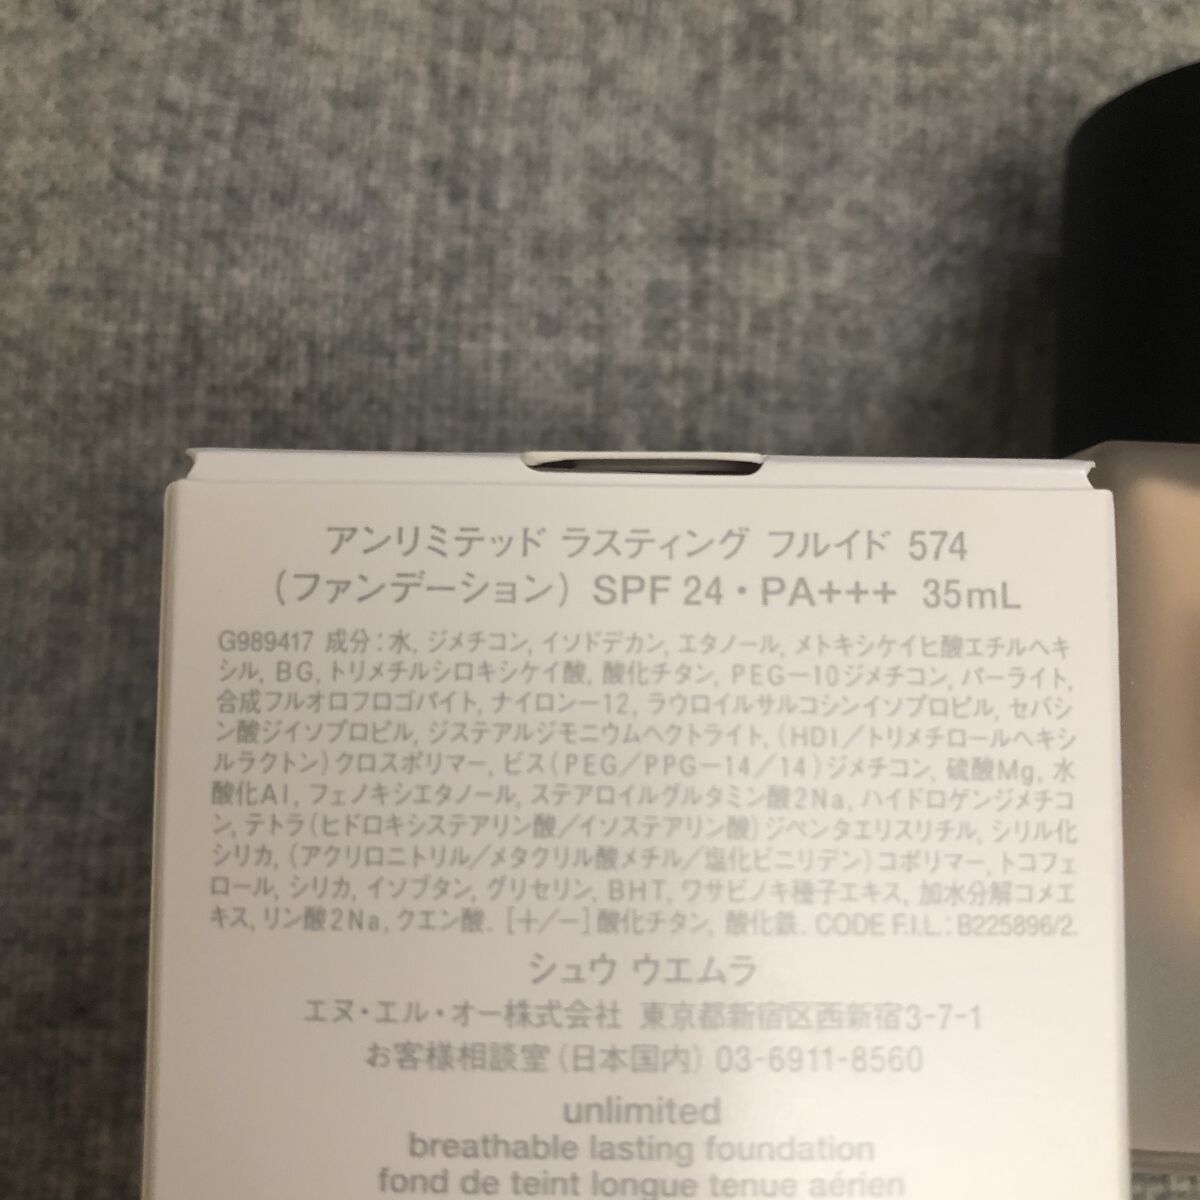 アンリミテッド ラスティング フルイド 574
(ファンデーション) SPF 24・PA+++ 35mL
G989417 成分:水, ジメチコン, イソドデカン, エタノール, メトキシケイヒ酸エチルヘキ
シル, BG, トリメチルシロキシケイ酸, 酸化チタン, PEG－10ジメチコン, パーライト,
合成フルオロフロゴパイト, ナイロン－12, ラウロイルサルコシンイソプロピル, セバシ
ン酸ジイソプロピル, ジステアルジモニウムヘクトライト, (HDI／トリメチロールヘキシ
ルラクトン)クロスポリマー, ビス(PEG／PPG－14／14)ジメチコン, 硫酸Mg, 水
酸化Al, フェノキシエタノール, ステアロイルグルタミン酸2Na, ハイドロゲンジメチコ
ン, テトラ(ヒドロキシステアリン酸／イソステアリン酸)ジペンタエリスリチル, シリル化
シリカ, (アクリロニトリル／メタクリル酸メチル／塩化ビニリデン)コポリマー, トコフェ
ロール, シリカ, イソブタン, グリセリン, BHT, ワサビノキ種子エキス, 加水分解コメエ
キス, リン酸2Na, クエン酸. [+/－]酸化チタン, 酸化鉄. CODE F.I.L.: B225896/2.
シュウ ウエムラ
エヌ・エル・オー株式会社 東京都新宿区西新宿3-7-1
お客様相談室(日本国内) 03-6911-8560
unlimited
breathable lasting foundation
fond de teint longue tenue aérien